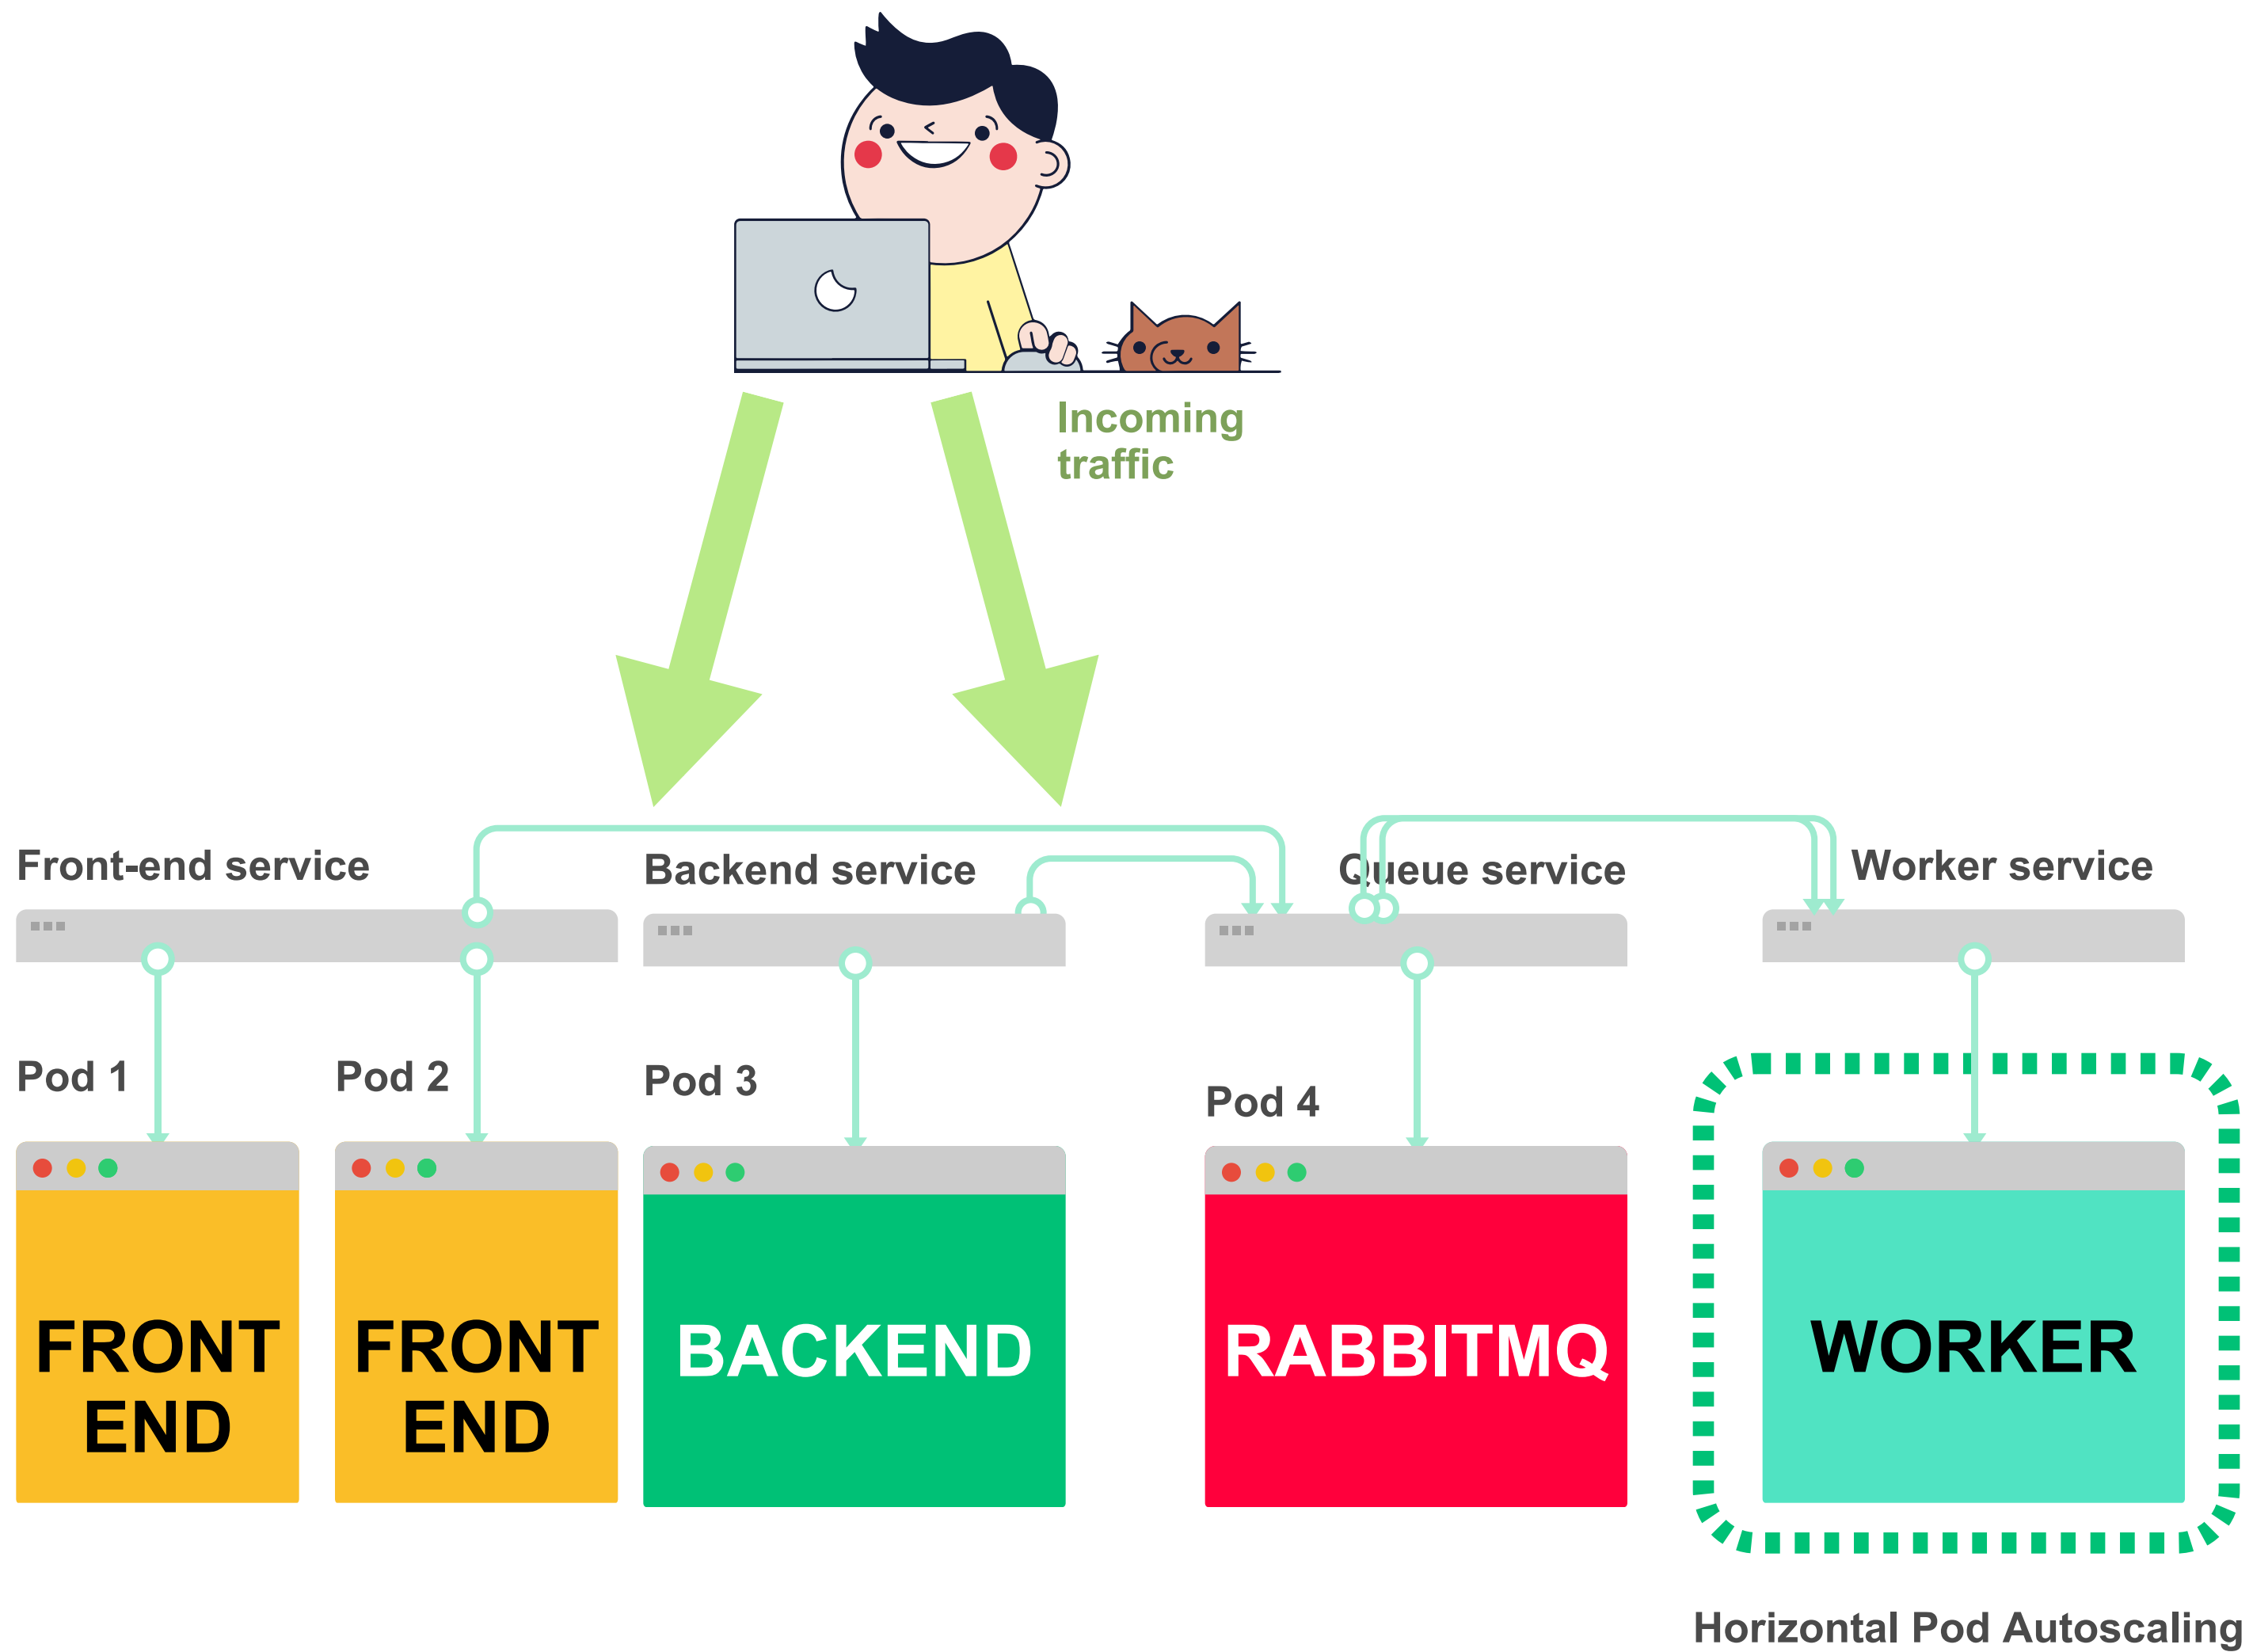 Incoming
traffic
Front-end service
Backend service
Queue service
Worker service
Pod 1
Pod 2
Pod 3
Pod 4
FRONT
END
FRONT
END
BACKEND
RABBITMQ
WORKER
Horizontal Pod Autoscaling